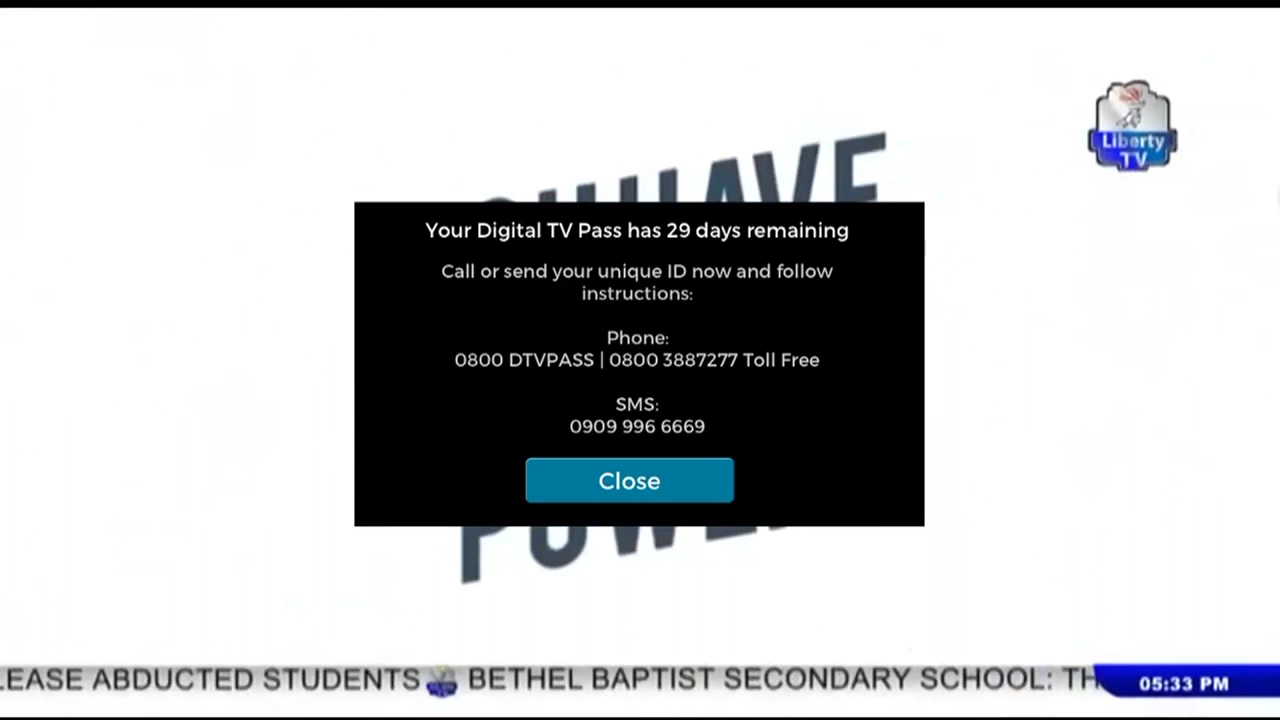 Liberty
TV
Your Digital TV Pass has 29 days remaining
Call or send your unique ID now and follow
instructions:
Phone:
0800 DTVPASS | 0800 3887277 Toll Free
SMS:
0909 996 6669
Close
ABDUCTED STUDENTS BETHEL BAPTIST SECONDARY SCHOOL:
05:33 PM